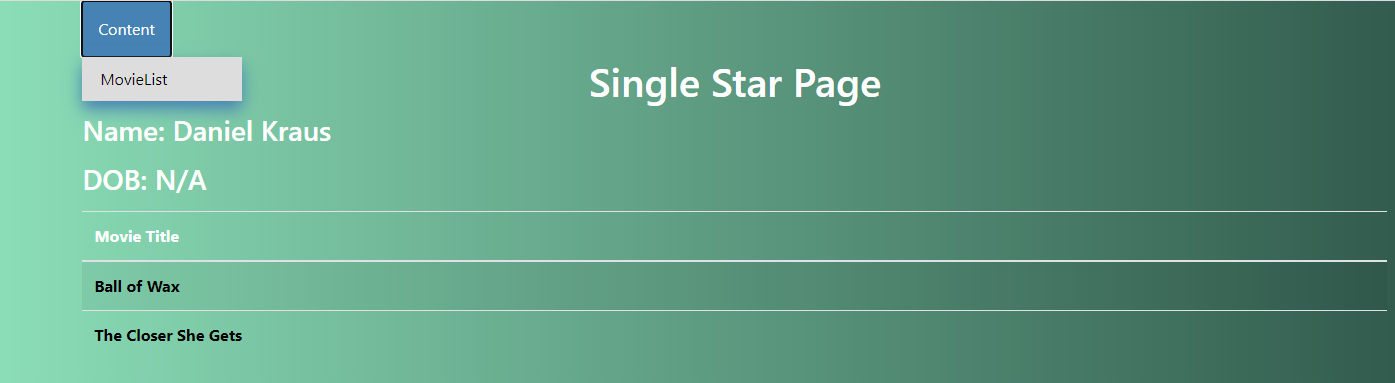 Content
MovieList
Single Star Page
Name: Daniel Kraus
DOB: N/A
Movie Title
Ball of Wax
The Closer She Gets